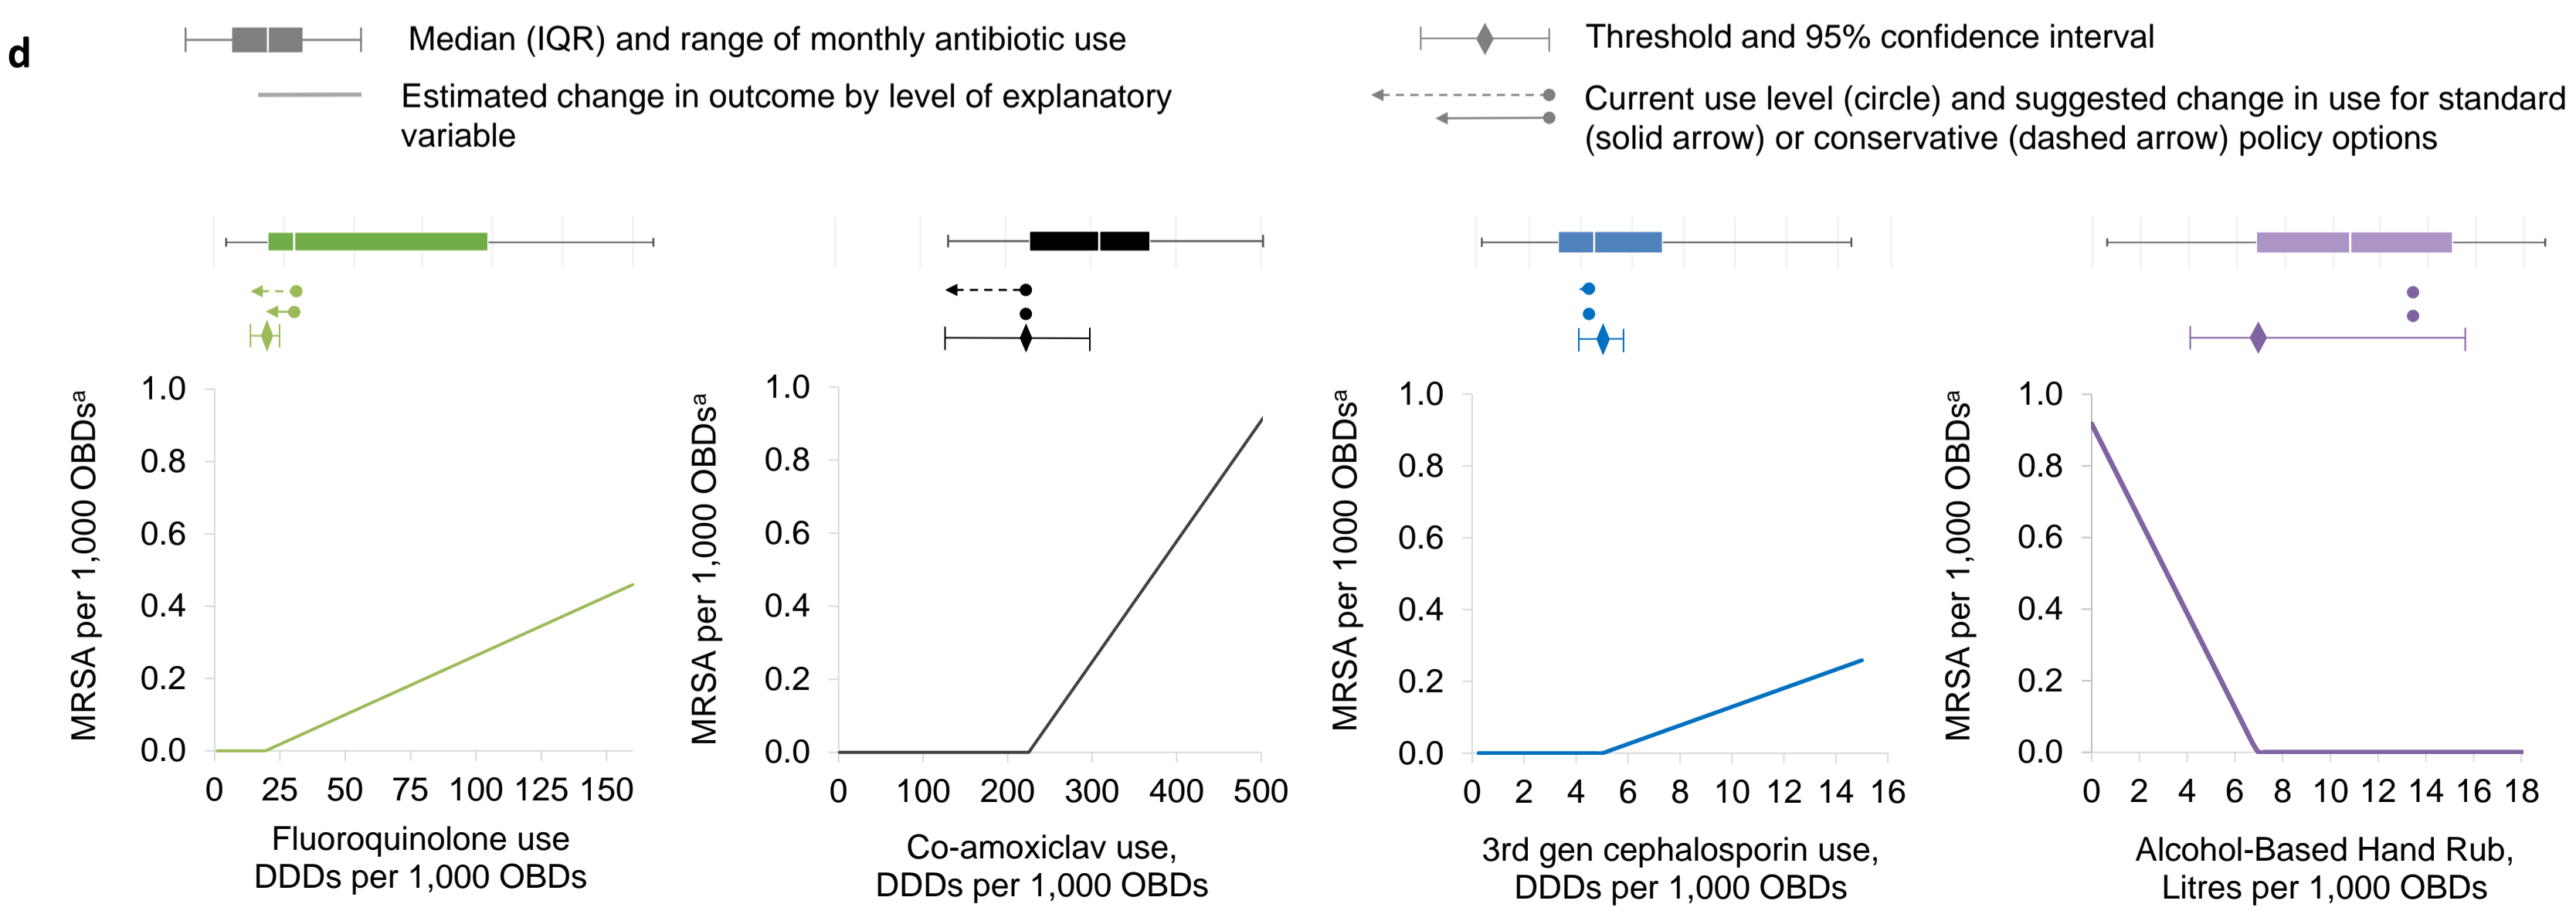 d
Median (IQR) and range of monthly antibiotic use
Estimated change in outcome by level of explanatory
variable
Threshold and 95% confidence interval
Current use level (circle) and suggested change in use for standard
(solid arrow) or conservative (dashed arrow) policy options
MRSA per 1,000 OBDsᵃ
1.0
0.8
0.6
0.4
0.2
0.0
0 25 50 75 100 125 150
Fluoroquinolone use
DDDs per 1,000 OBDs
MRSA per 1,000 OBDsᵃ
1.0
0.8
0.6
0.4
0.2
0.0
0 100 200 300 400 500
Co-amoxiclav use,
DDDs per 1,000 OBDs
MRSA per 1000 OBDsᵃ
1.0
0.8
0.6
0.4
0.2
0.0
0 2 4 6 8 10 12 14 16
3rd gen cephalosporin use,
DDDs per 1,000 OBDs
MRSA per 1,000 OBDsᵃ
1.0
0.8
0.6
0.4
0.2
0.0
0 2 4 6 8 10 12 14 16 18
Alcohol-Based Hand Rub,
Litres per 1,000 OBDs